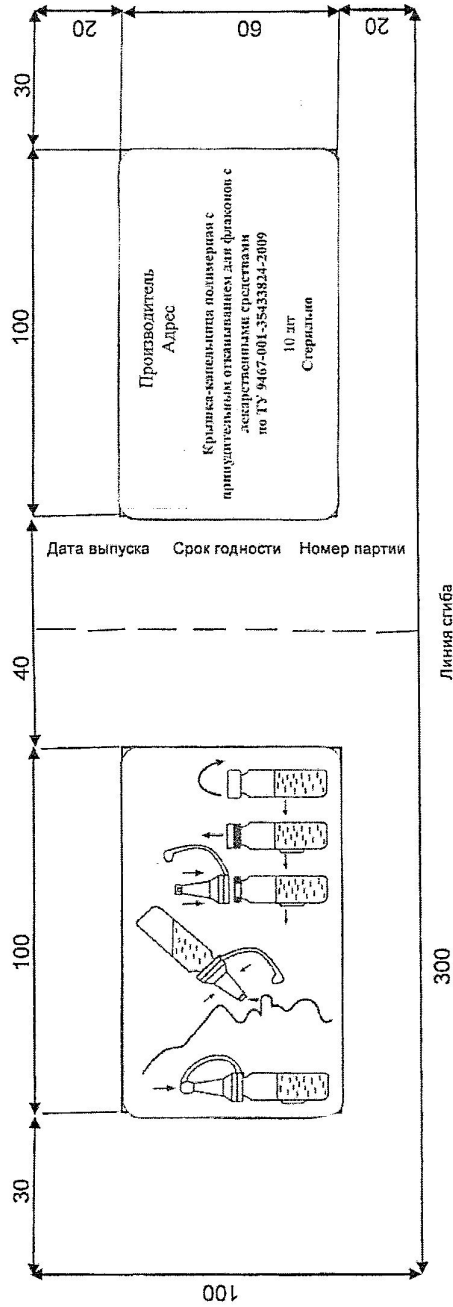 30
100
40
100
30
20
60
20
Производитель
Адрес
Крышка-капельница полимерная с
принудительным откапыванием для флаконов с
лекарственными средствами
по ТУ 9467-001-35433824-2009
10 шт
Стерильно
Дата выпуска
Срок годности
Номер партии
100
300
Линия сгиба